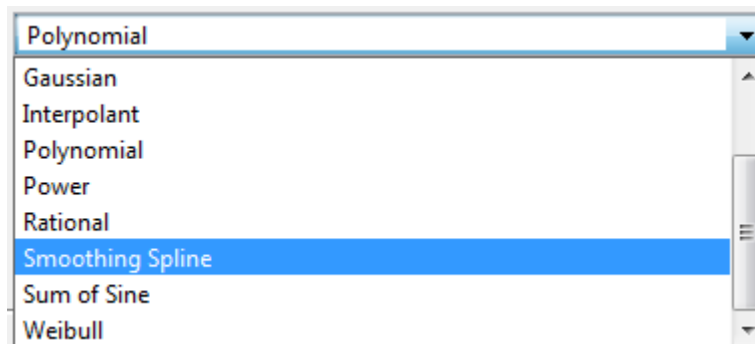 Polynomial
Gaussian
Interpolant
Polynomial
Power
Rational
Smoothing Spline
Sum of Sine
Weibull